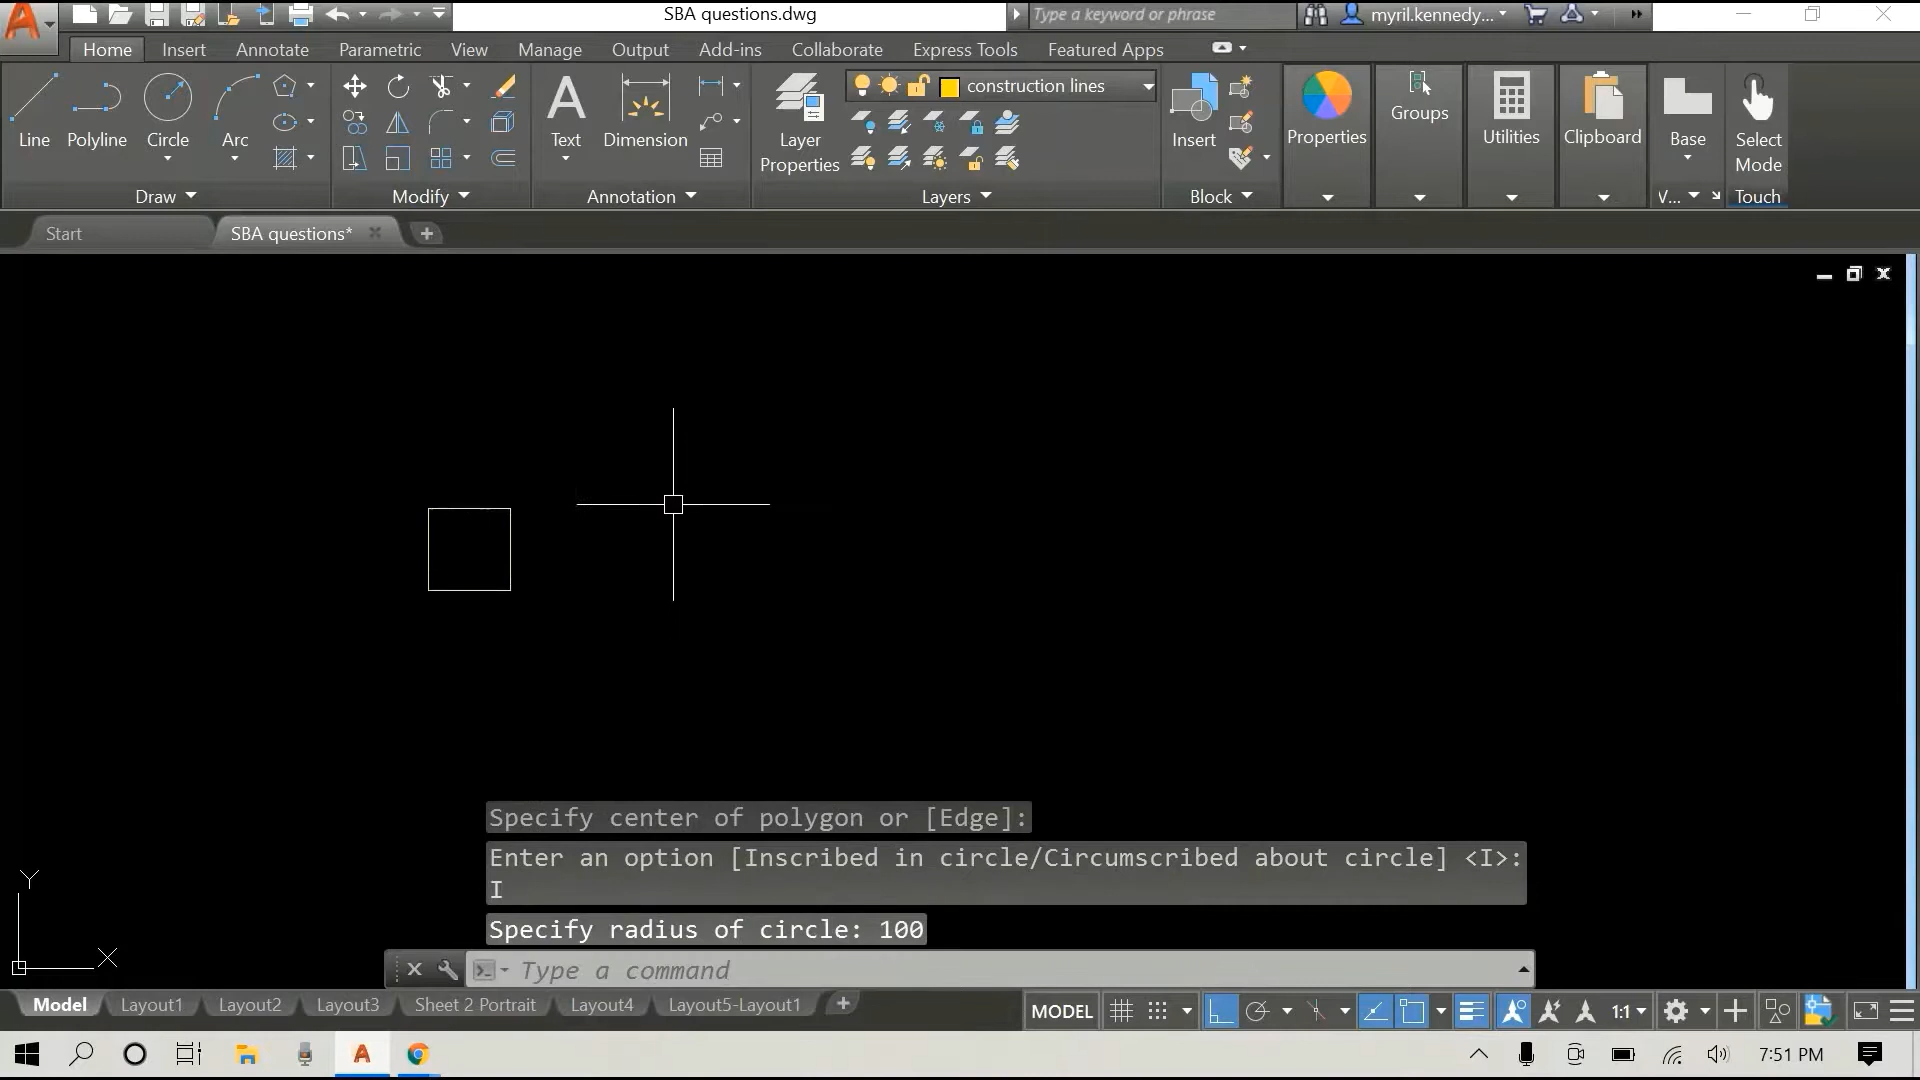 SBA questions.dwg
Type a keyword or phrase
myril.kennedy...
Home Insert Annotate Parametric View Manage Output Add-ins Collaborate Express Tools Featured Apps
Line Polyline Circle Arc
Text Dimension
Layer Properties
construction lines
Insert
Properties
Groups
Utilities
Clipboard
Base
Select Mode
Draw Modify Annotation Layers Block V... Touch
Start SBA questions*
Specify center of polygon or [Edge]:
Enter an option [Inscribed in circle/Circumscribed about circle] <I>:
I
Specify radius of circle: 100
Y
X
Type a command
Model Layout1 Layout2 Layout3 Sheet 2 Portrait Layout4 Layout5-Layout1
MODEL 1:1
7:51 PM